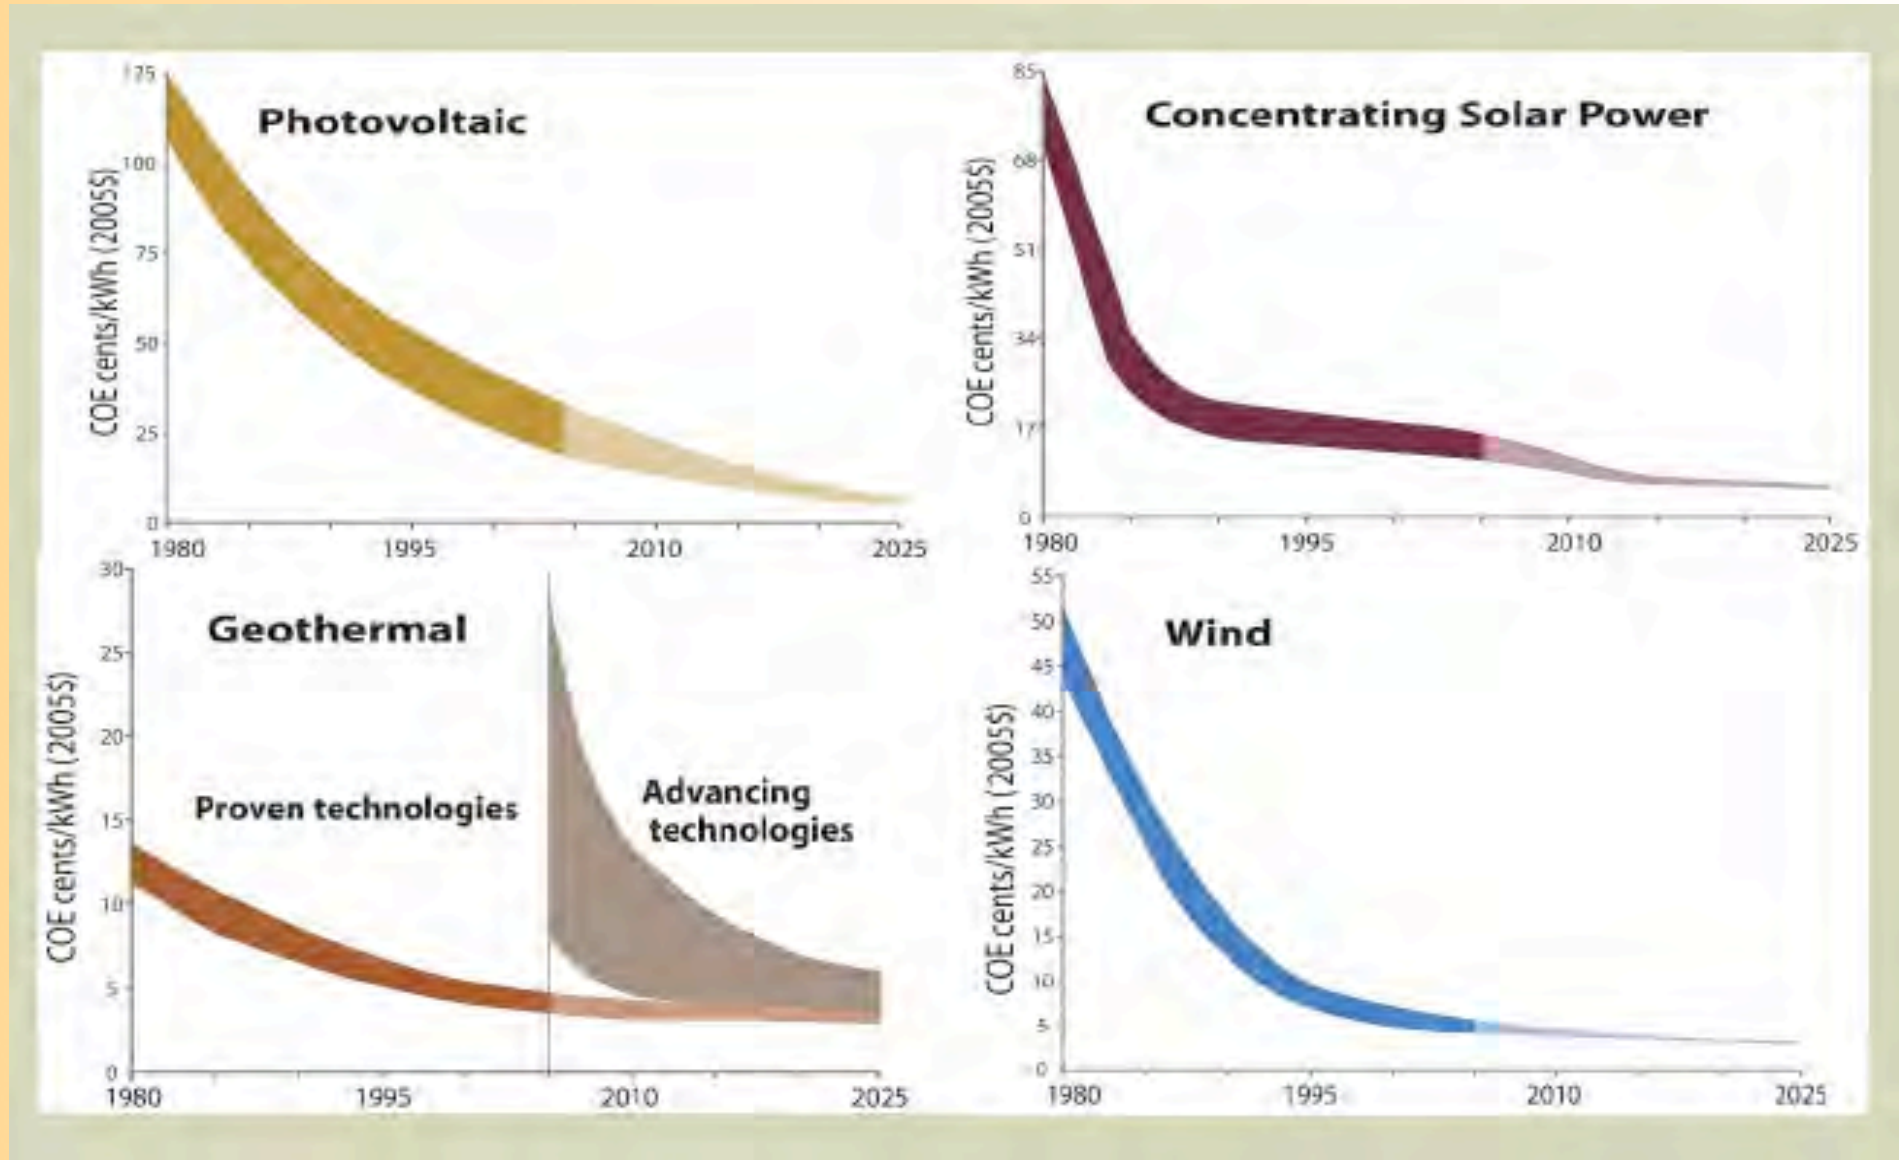 Photovoltaic
COE cents/kWh (2005$)
125
100
75
50
25
0
1980 1995 2010 2025
Concentrating Solar Power
COE cents/kWh (2005$)
85
68
51
34
17
0
1980 1995 2010 2025
Geothermal
Proven technologies
Advancing
technologies
COE cents/kWh (2005$)
30
25
20
15
10
5
0
1980 1995 2010 2025
Wind
COE cents/kWh (2005$)
55
50
45
40
35
30
25
20
15
10
5
0
1980 1995 2010 2025